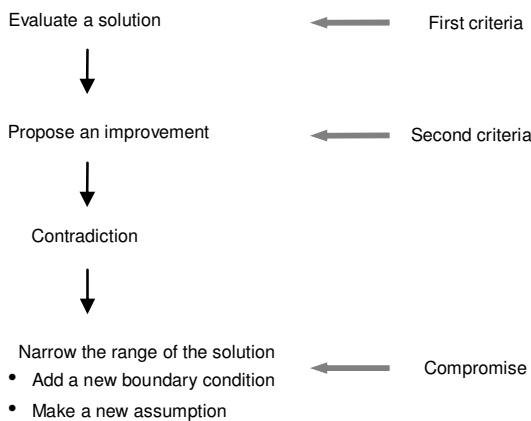 Evaluate a solution
First criteria
Propose an improvement
Second criteria
Contradiction
Narrow the range of the solution
• Add a new boundary condition
Compromise
• Make a new assumption